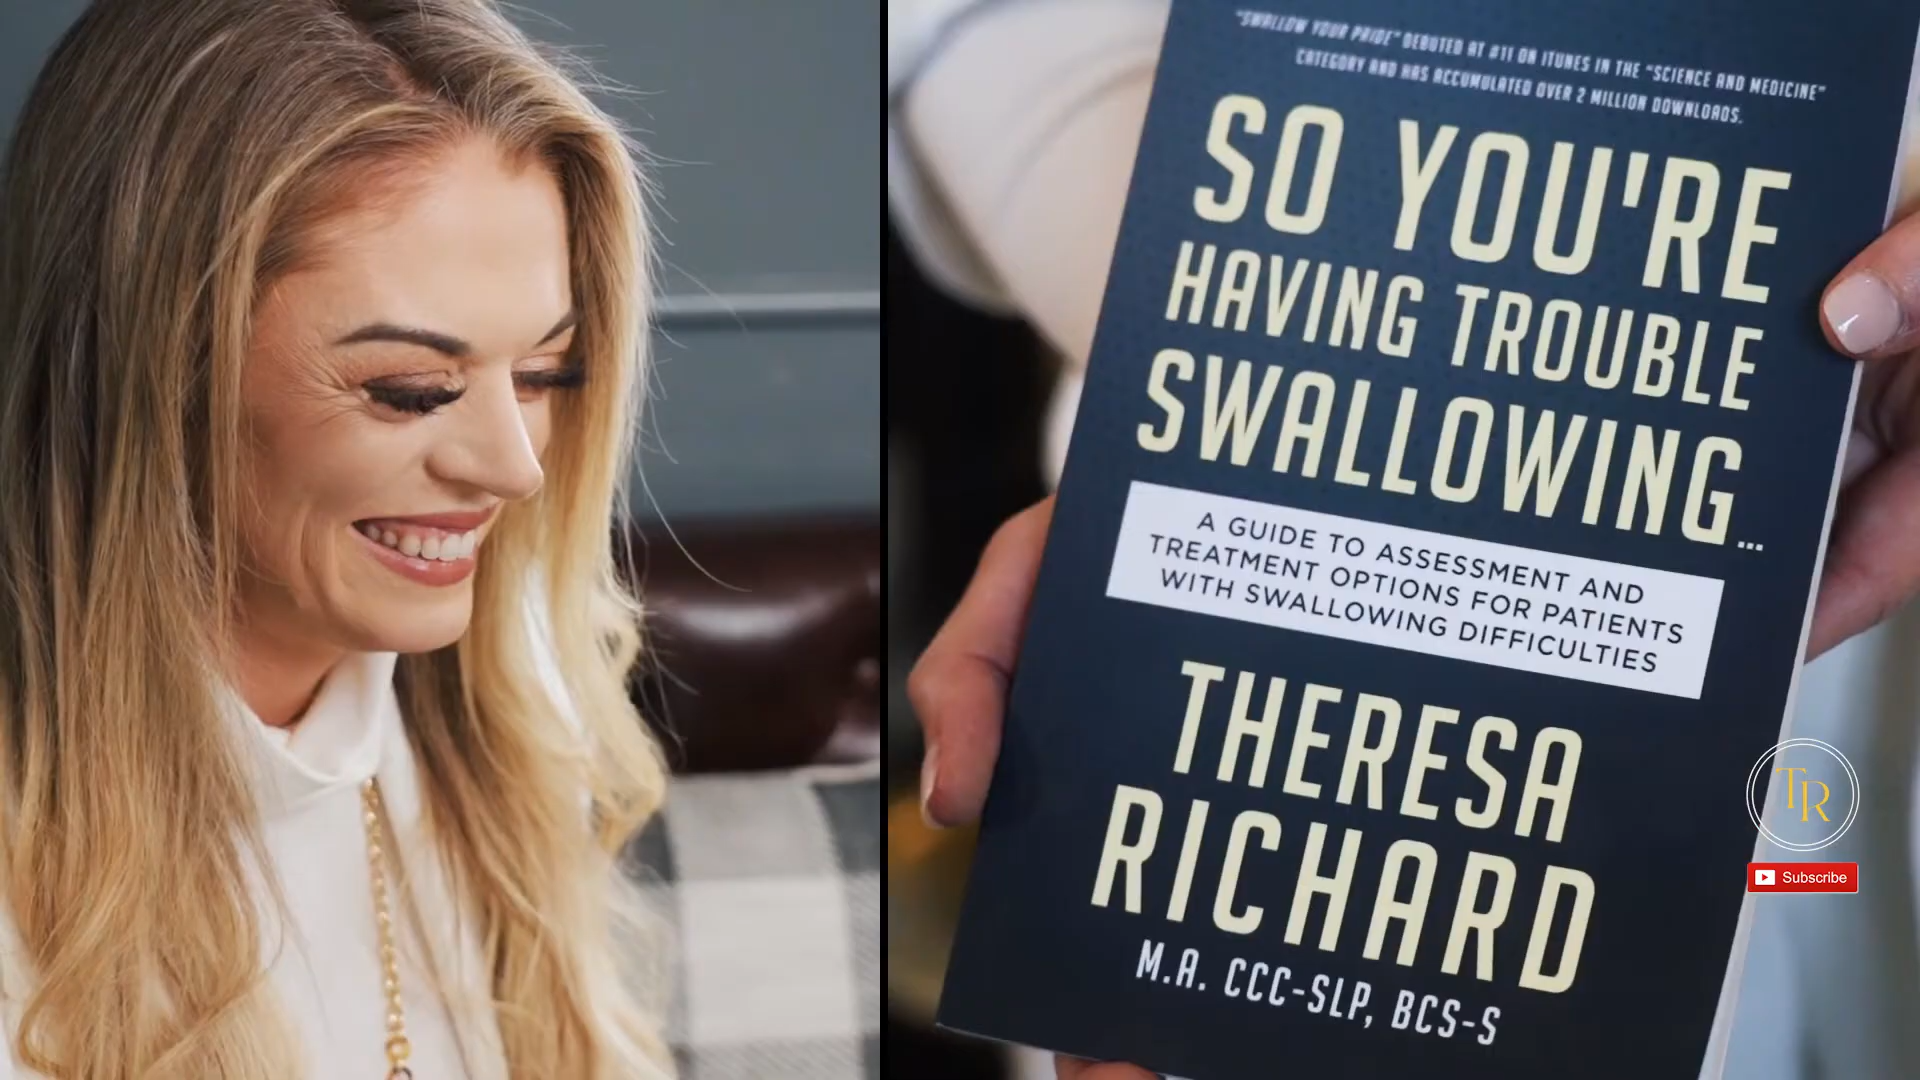 "SWALLOW YOUR PRIDE" DEBUTED AT #11 ON ITUNES IN THE "SCIENCE AND MEDICINE"
CATEGORY AND HAS ACCUMULATED OVER 2 MILLION DOWNLOADS.
SO YOU'RE
HAVING TROUBLE
SWALLOWING...
A GUIDE TO ASSESSMENT AND
TREATMENT OPTIONS FOR PATIENTS
WITH SWALLOWING DIFFICULTIES
THERESA
RICHARD
M.A. CCC-SLP, BCS-S
TR
Subscribe